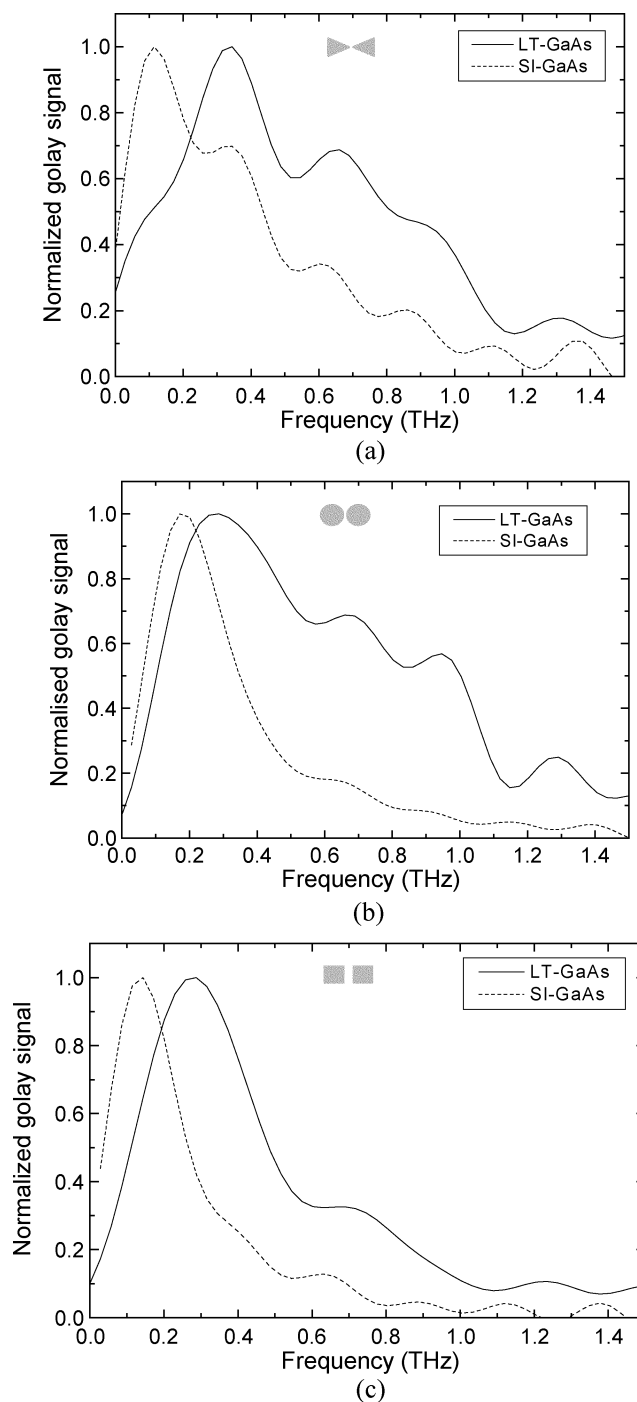 Normalized golay signal
1.0
0.8
0.6
0.4
0.2
0.0
LT-GaAs
SI-GaAs
0.0 0.2 0.4 0.6 0.8 1.0 1.2 1.4
Frequency (THz)
(a)
Normalised golay signal
1.0
0.8
0.6
0.4
0.2
0.0
LT-GaAs
SI-GaAs
0.0 0.2 0.4 0.6 0.8 1.0 1.2 1.4
Frequency (THz)
(b)
Normalized golay signal
1.0
0.8
0.6
0.4
0.2
0.0
LT-GaAs
SI-GaAs
0.0 0.2 0.4 0.6 0.8 1.0 1.2 1.4
Frequency (THz)
(c)